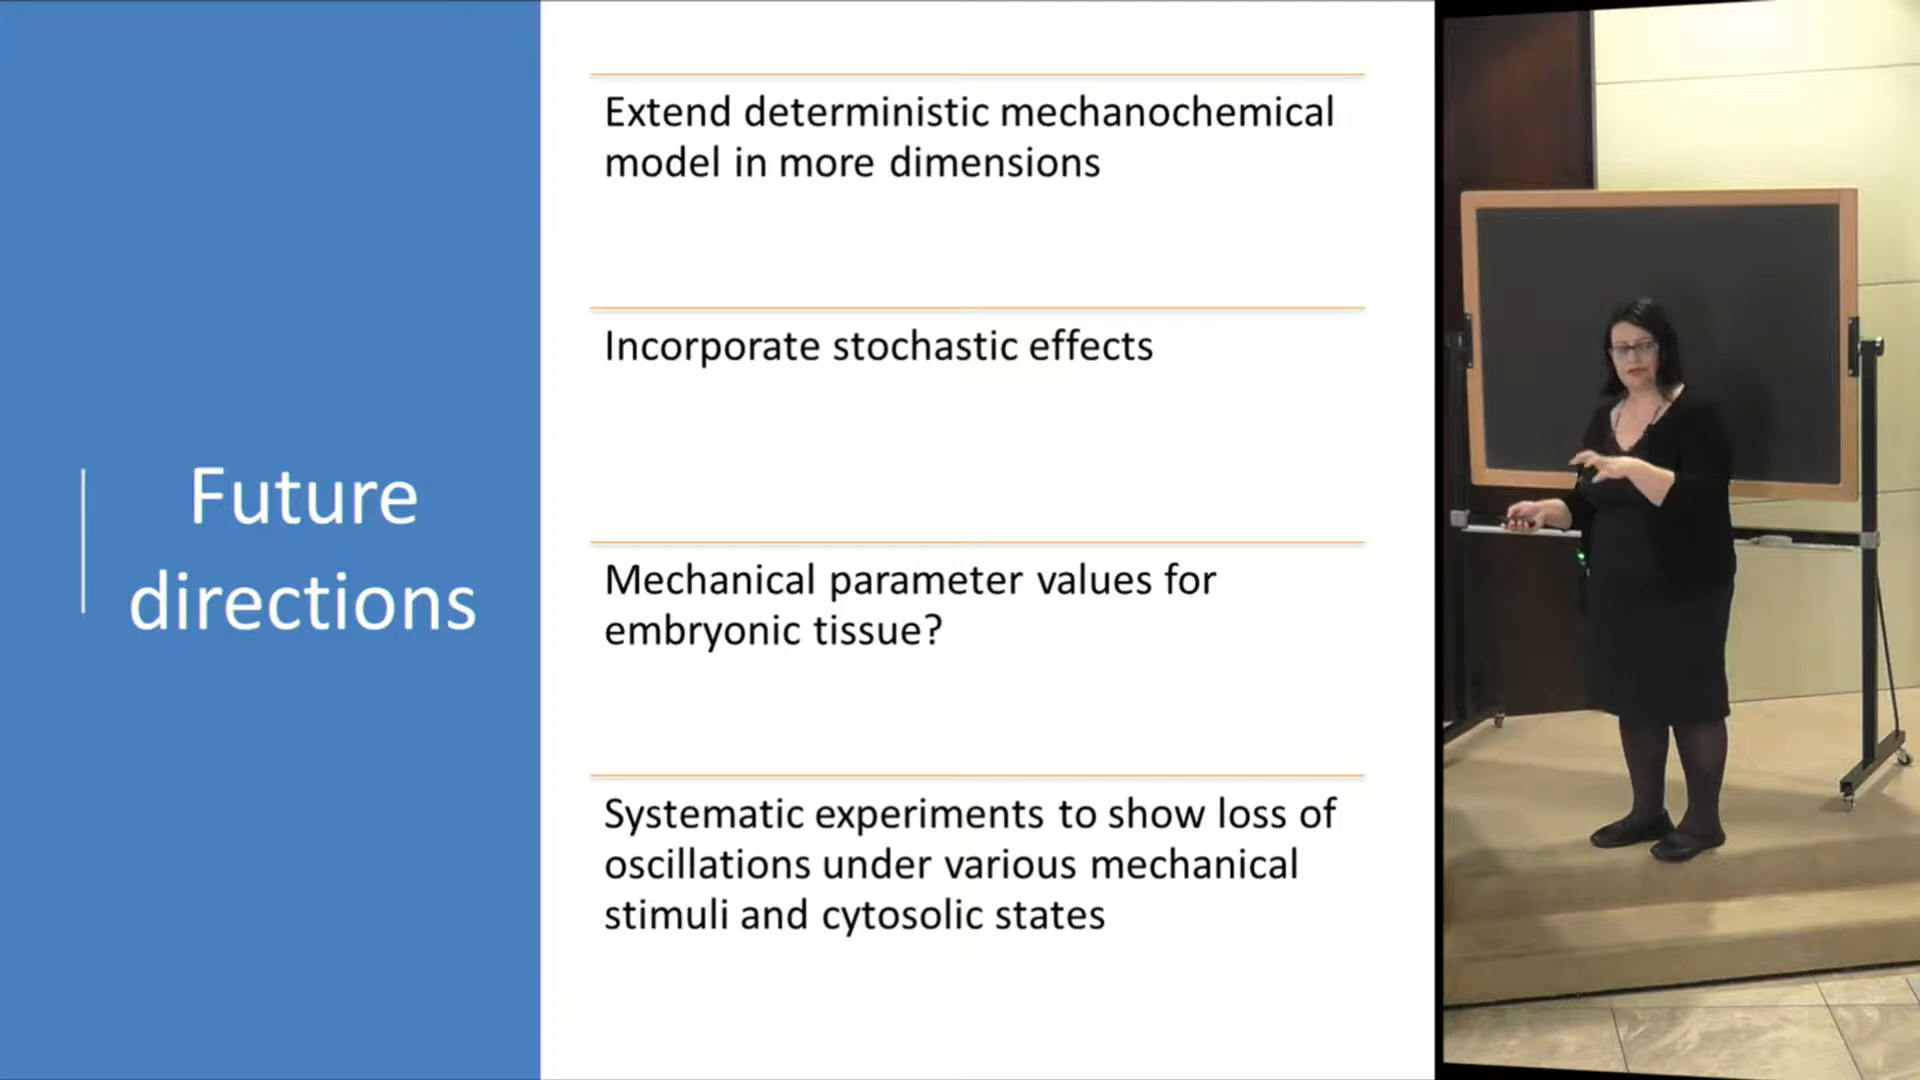 Future
directions
Extend deterministic mechanochemical
model in more dimensions
Incorporate stochastic effects
Mechanical parameter values for
embryonic tissue?
Systematic experiments to show loss of
oscillations under various mechanical
stimuli and cytosolic states